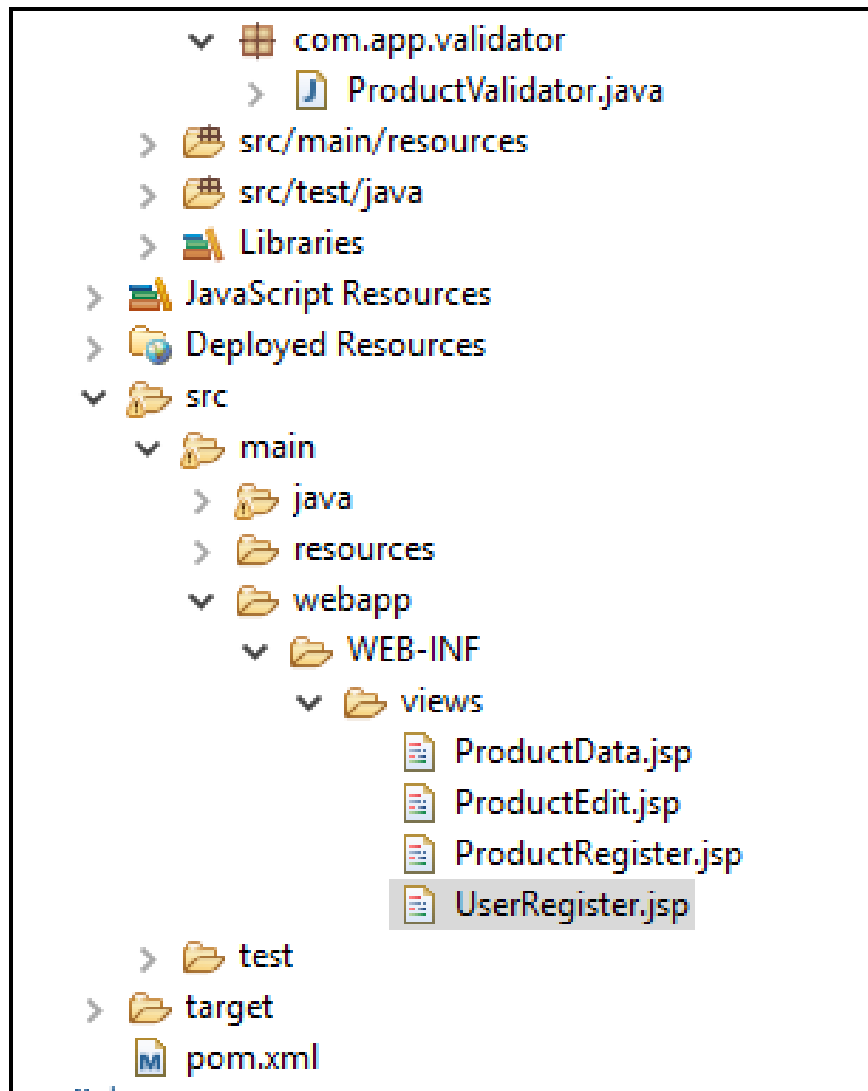 com.app.validator
ProductValidator.java
src/main/resources
src/test/java
Libraries
JavaScript Resources
Deployed Resources
src
main
java
resources
webapp
WEB-INF
views
ProductData.jsp
ProductEdit.jsp
ProductRegister.jsp
UserRegister.jsp
test
target
pom.xml